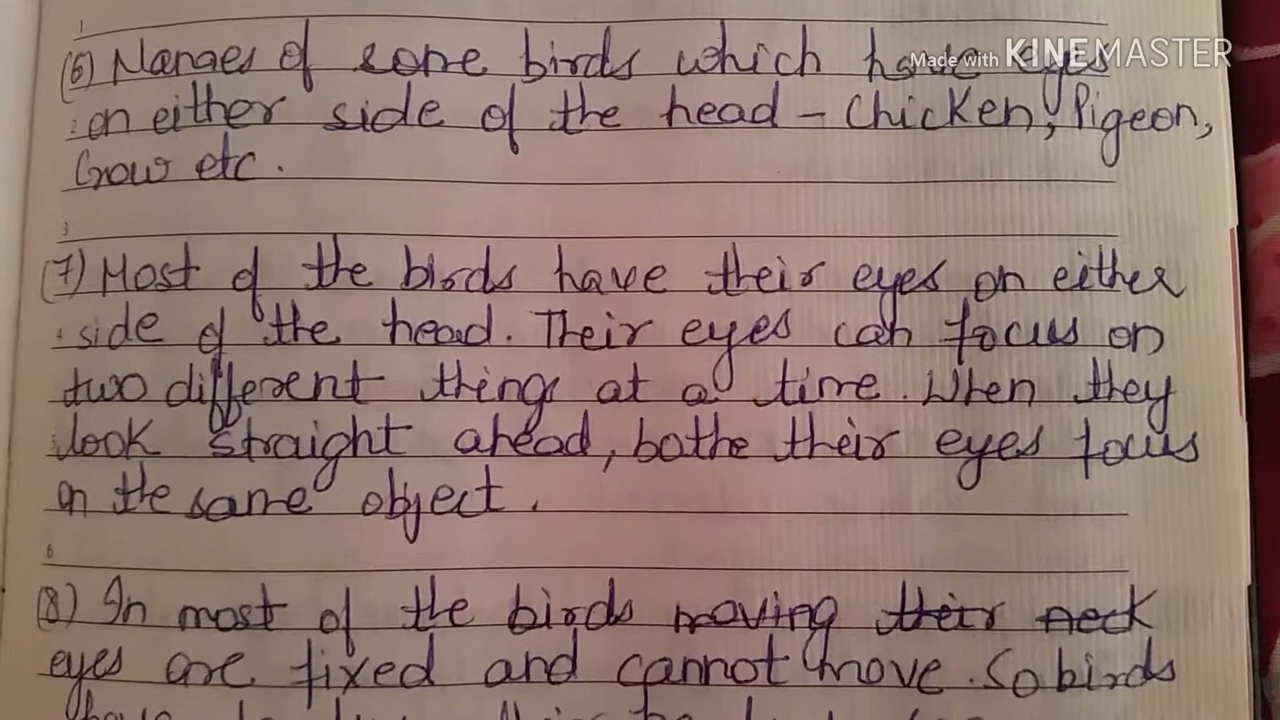 Made with KINEMASTER
(6) Names of some birds which have eyes
on either side of the head - Chicken, Pigeon,
Crow etc.
(7) Most of the birds have their eyes on either
side of the head. Their eyes can focus on
two different things at a time. When they
look straight ahead, bothe their eyes focus
on the same object.
(8) In most of the birds moving their neck
eyes are fixed and cannot move. So birds
have to